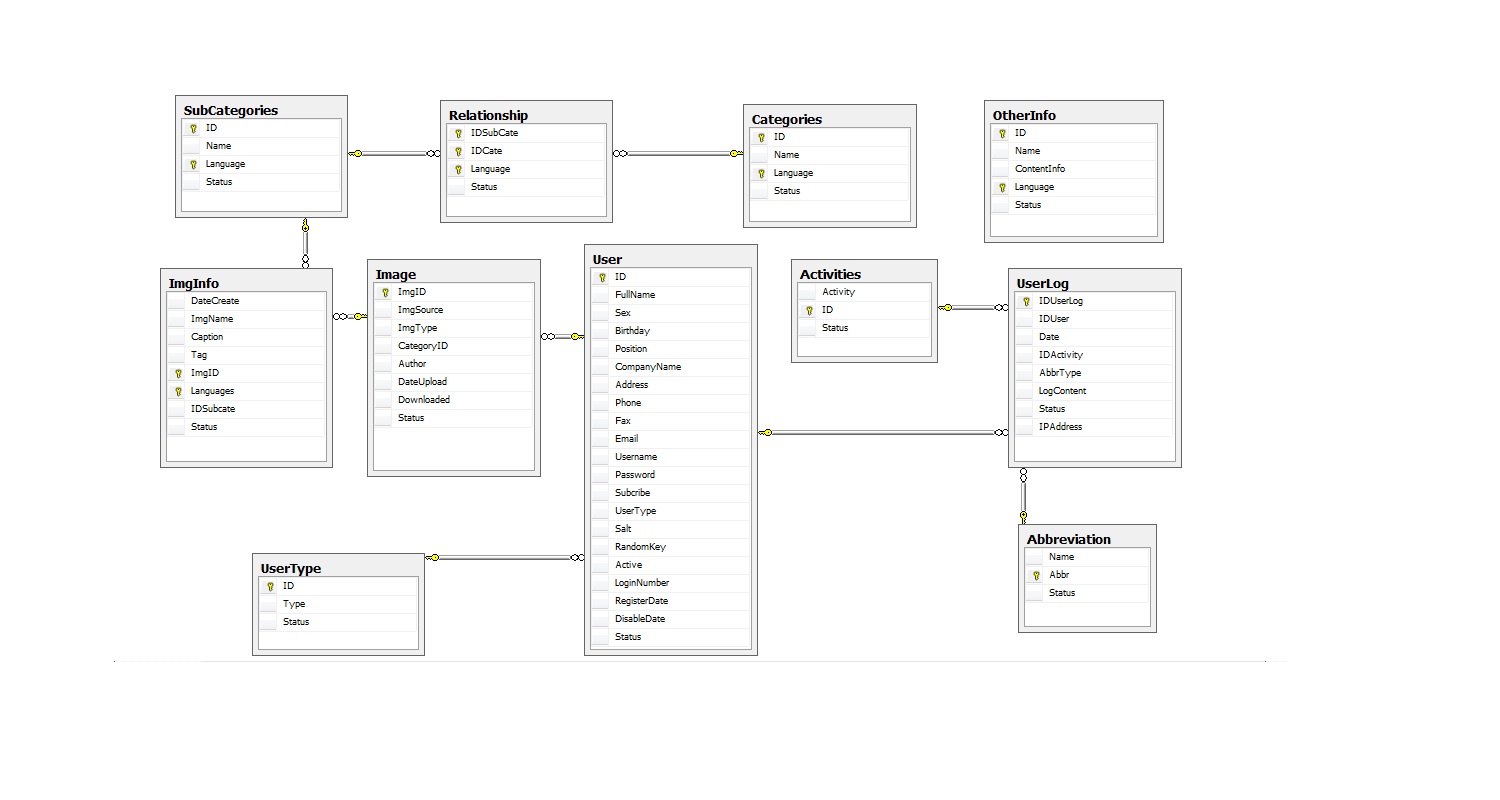 SubCategories
ID
Name
Language
Status
Relationship
IDSubCate
IDCate
Language
Status
Categories
ID
Name
Language
Status
OtherInfo
ID
Name
ContentInfo
Language
Status
ImgInfo
DateCreate
ImgName
Caption
Tag
ImgID
Languages
IDSubcate
Status
Image
ImgID
ImgSource
ImgType
CategoryID
Author
DateUpload
Downloaded
Status
User
ID
FullName
Sex
Birthday
Position
CompanyName
Address
Phone
Fax
Email
Username
Password
Subcribe
UserType
Salt
RandomKey
Active
LoginNumber
RegisterDate
DisableDate
Status
Activities
Activity
ID
Status
UserLog
IDUserLog
IDUser
Date
IDActivity
AbbrType
LogContent
Status
IPAddress
UserType
ID
Type
Status
Abbreviation
Name
Abbr
Status